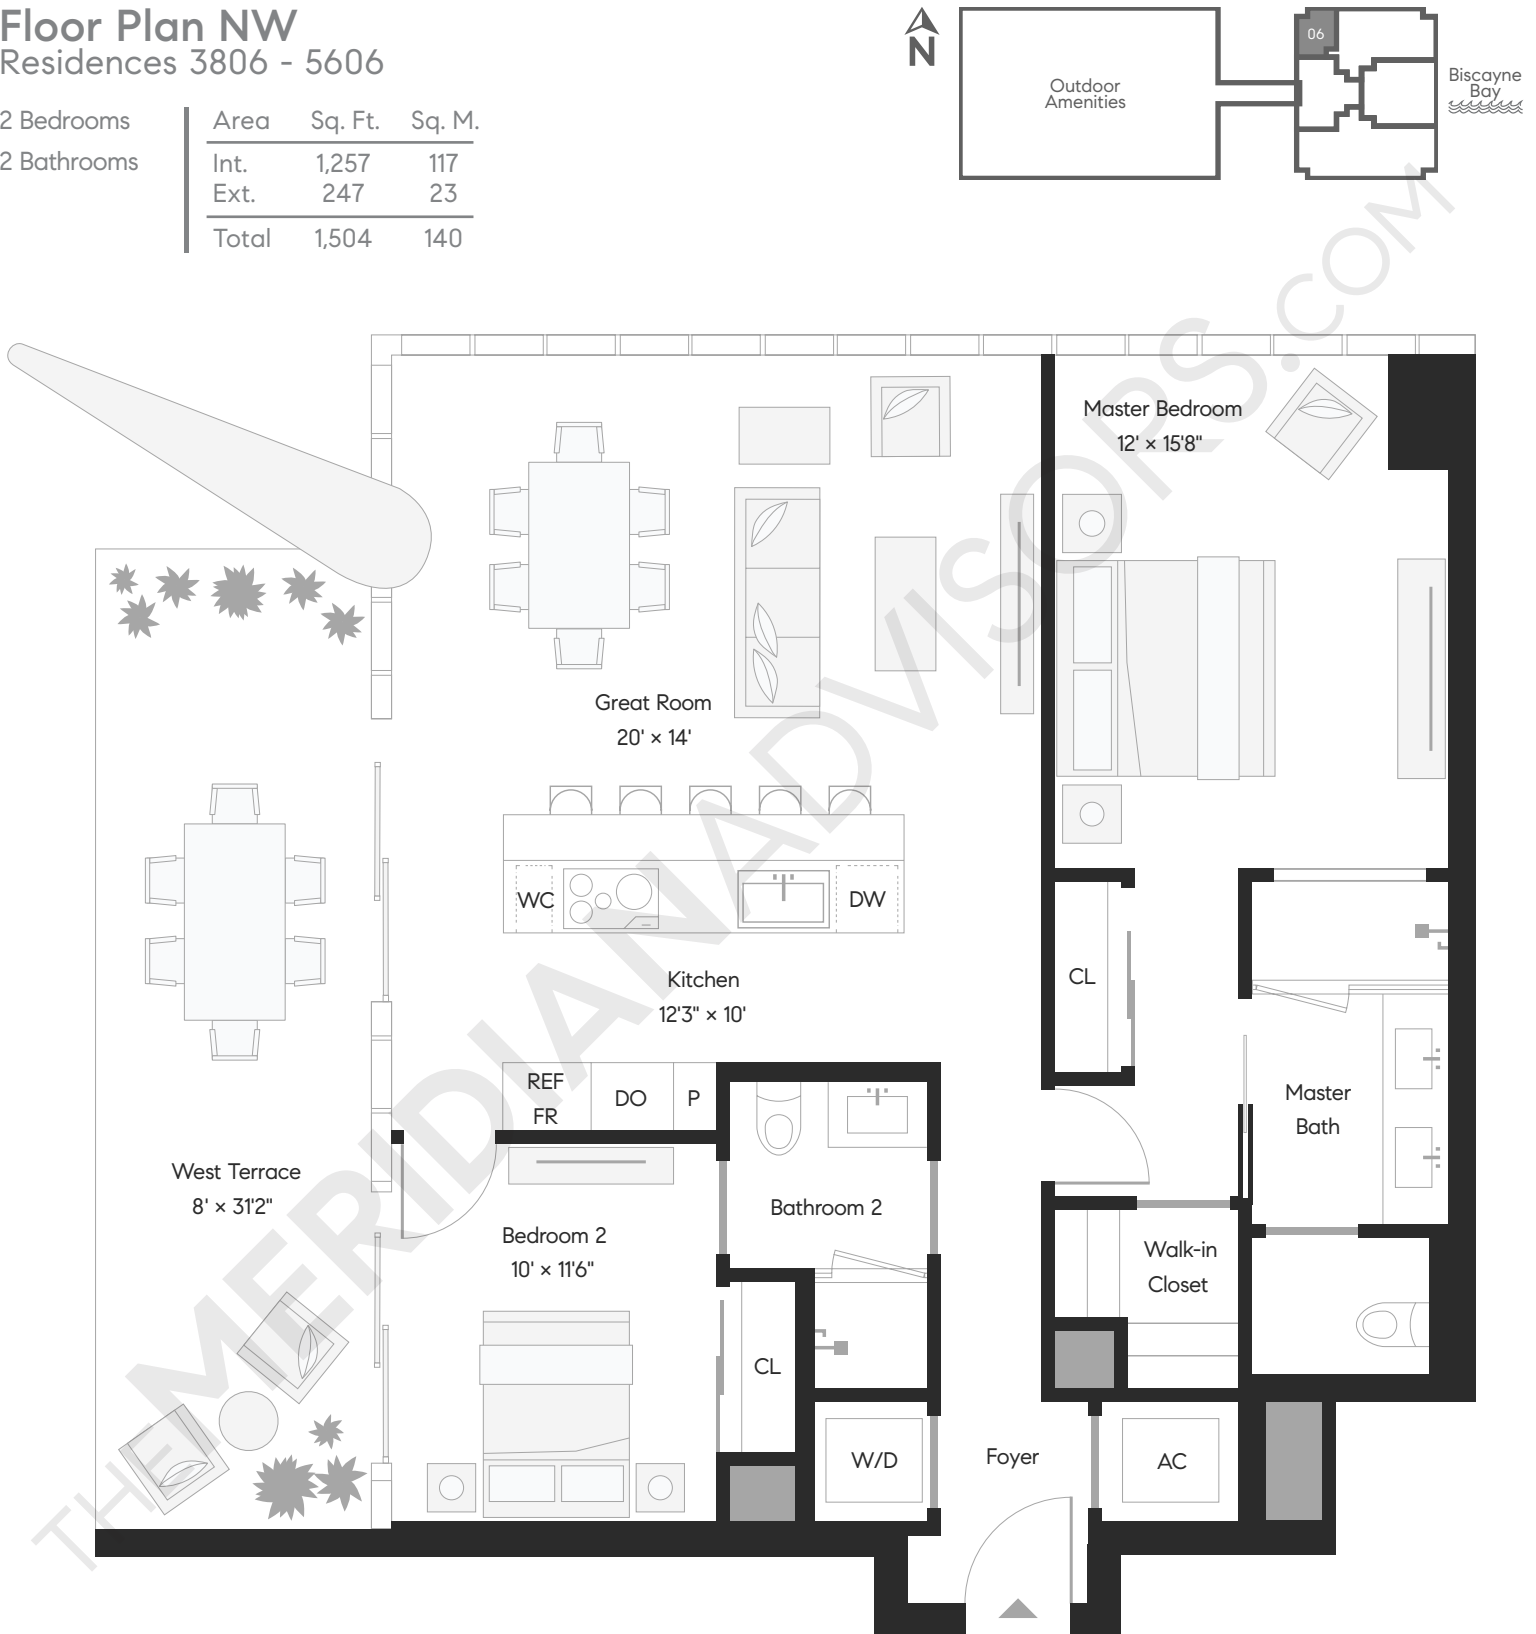 Floor Plan NW
Residences 3806 - 5606
2 Bedrooms
2 Bathrooms
Area Sq. Ft. Sq. M.
Int. 1,257 117
Ext. 247 23
Total 1,504 140
N
Outdoor
Amenities
06
Biscayne
Bay
Master Bedroom
12' × 15'8"
Great Room
20' × 14'
WC
DW
Kitchen
12'3" × 10'
CL
REF
FR
DO
P
Master
Bath
West Terrace
8' × 31'2"
Bathroom 2
Bedroom 2
10' × 11'6"
Walk-in
Closet
CL
W/D
Foyer
AC
THEMERIDIANADVISORS.COM